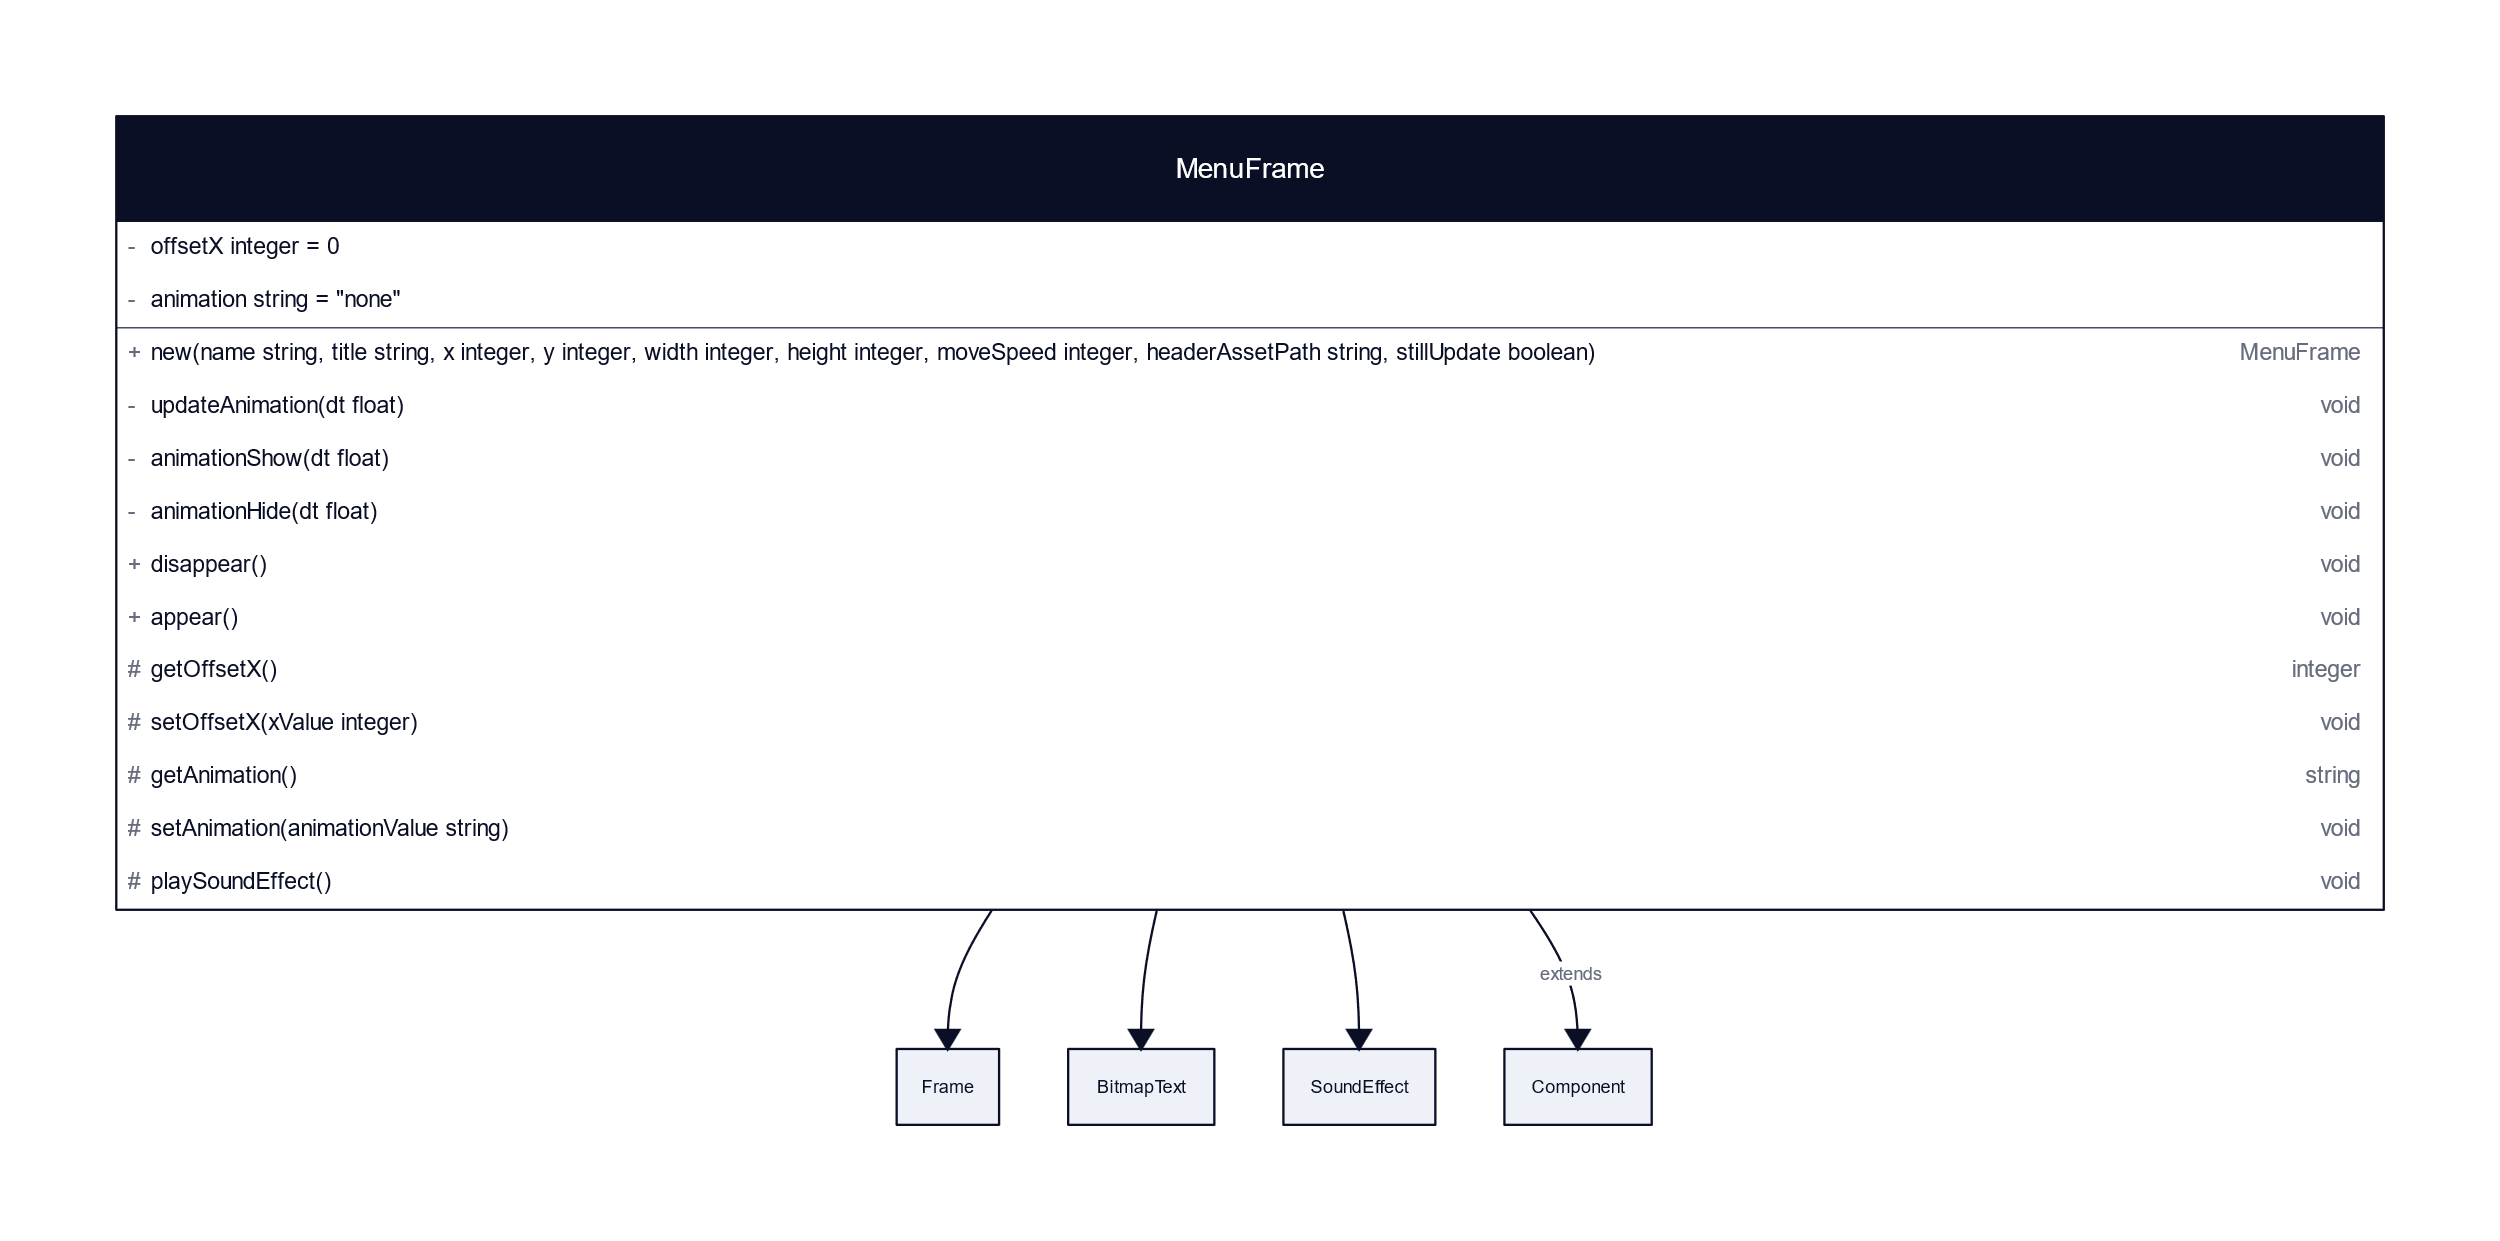 MenuFrame
- offsetX integer = 0
- animation string = "none"
+ new(name string, title string, x integer, y integer, width integer, height integer, moveSpeed integer, headerAssetPath string, stillUpdate boolean) MenuFrame
- updateAnimation(dt float) void
- animationShow(dt float) void
- animationHide(dt float) void
+ disappear() void
+ appear() void
# getOffsetX() integer
# setOffsetX(xValue integer) void
# getAnimation() string
# setAnimation(animationValue string) void
# playSoundEffect() void
extends
Frame BitmapText SoundEffect Component